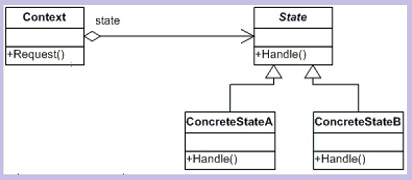 Context
state
State
+Request()
+Handle()
ConcreteStateA
ConcreteStateB
+Handle()
+Handle()